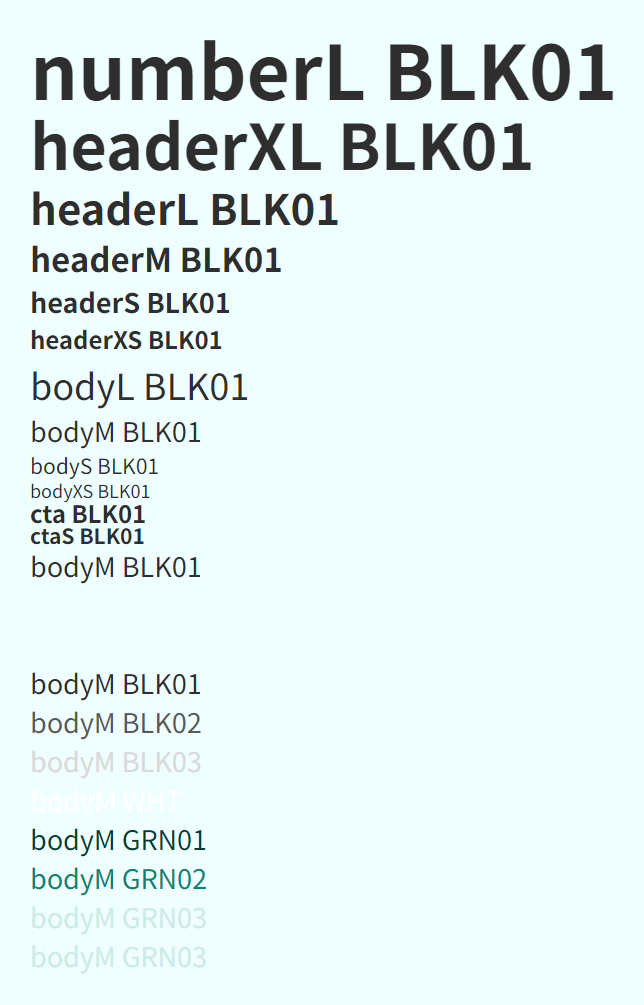 numberL BLK01
headerXL BLK01
headerL BLK01
headerM BLK01
headerS BLK01
headerXS BLK01
bodyL BLK01
bodyM BLK01
bodyS BLK01
bodyXS BLK01
cta BLK01
ctaS BLK01
bodyM BLK01
bodyM BLK01
bodyM BLK02
bodyM BLK03
bodyM WHT
bodyM GRN01
bodyM GRN02
bodyM GRN03
bodyM GRN03